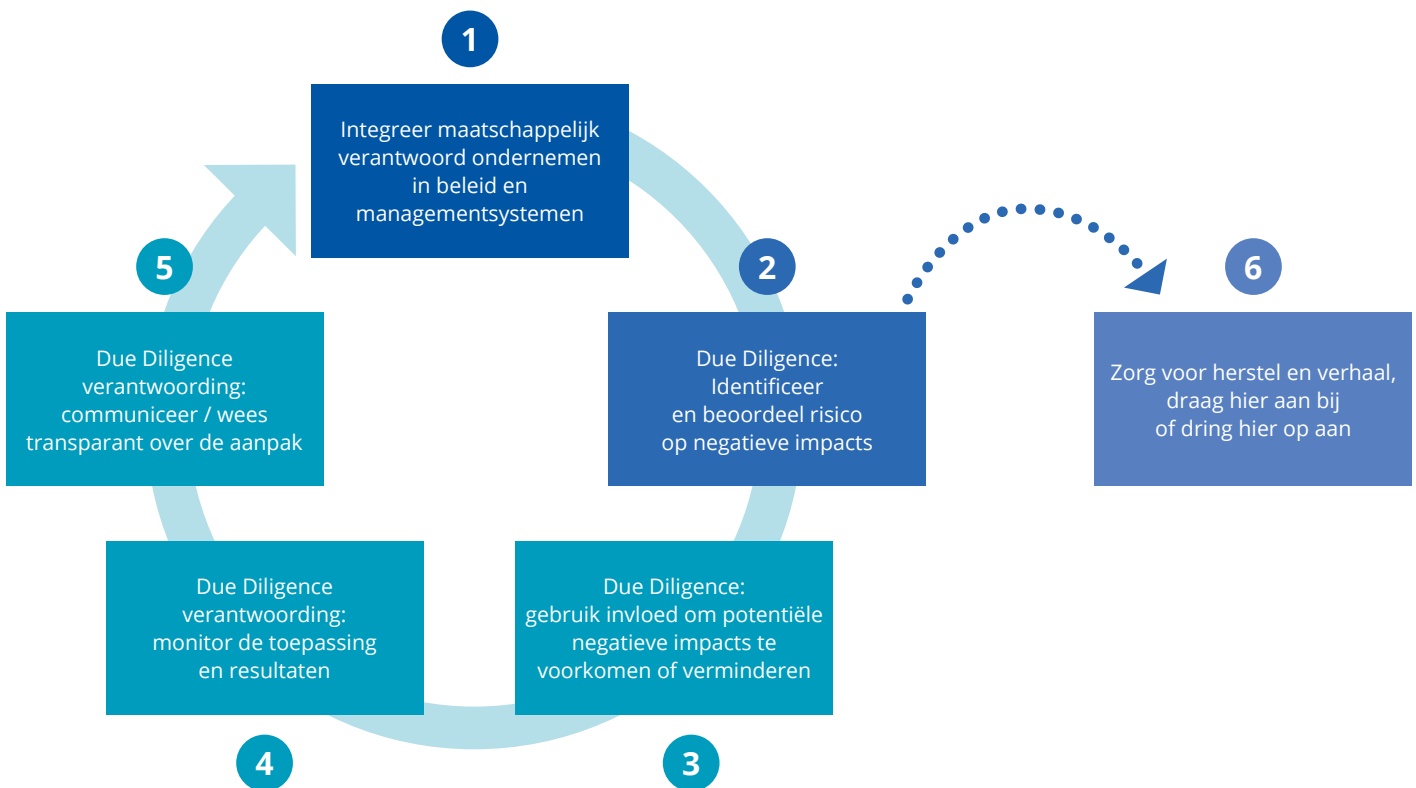 1
Integreer maatschappelijk
verantwoord ondernemen
in beleid en
managementsystemen
2
Due Diligence:
Identificeer
en beoordeel risico
op negatieve impacts
3
Due Diligence:
gebruik invloed om potentiële
negatieve impacts te
voorkomen of verminderen
4
Due Diligence
verantwoording:
monitor de toepassing
en resultaten
5
Due Diligence
verantwoording:
communiceer / wees
transparant over de aanpak
6
Zorg voor herstel en verhaal,
draag hier aan bij
of dring hier op aan